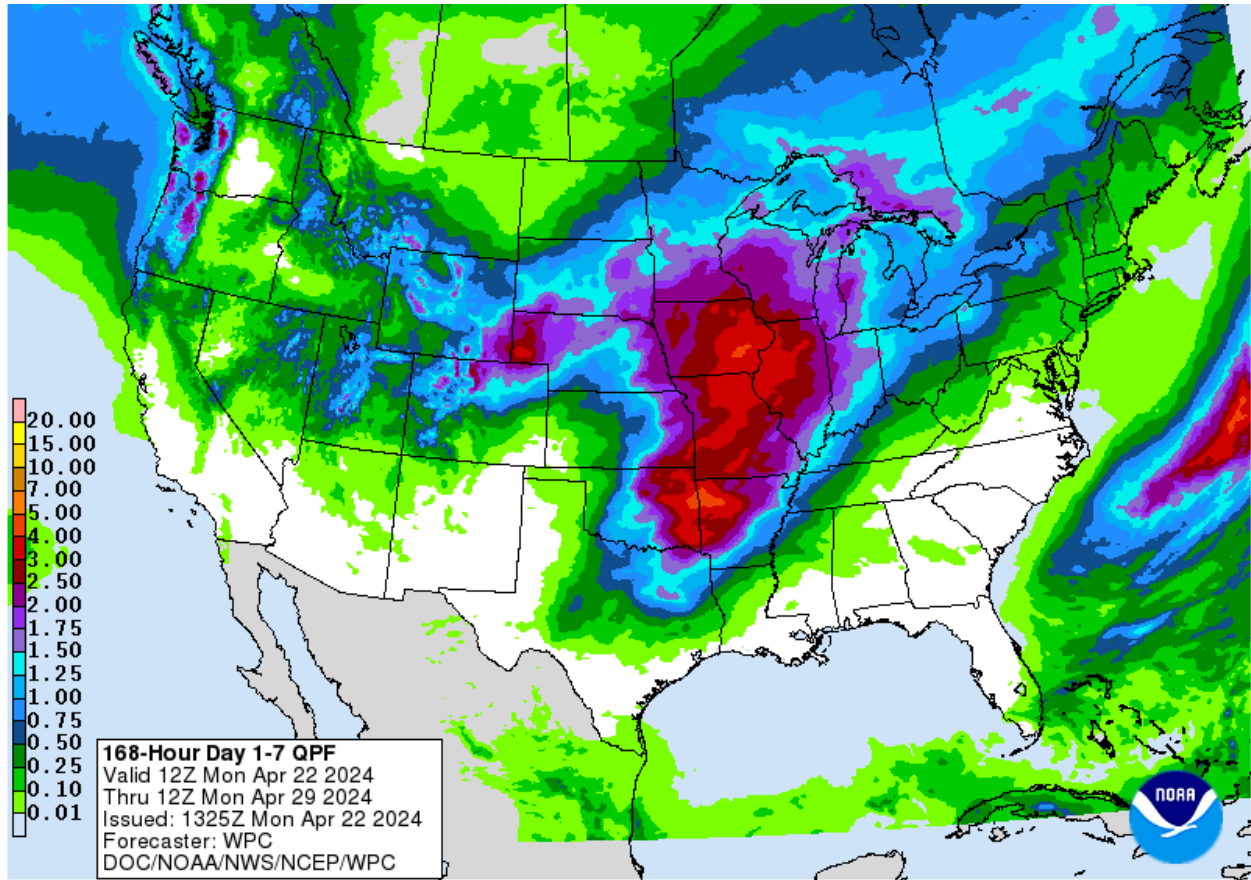 20.00
15.00
10.00
7.00
5.00
4.00
3.00
2.50
2.00
1.75
1.50
1.25
1.00
0.75
0.50
0.25
0.10
0.01
168-Hour Day 1-7 QPF
Valid 12Z Mon Apr 22 2024
Thru 12Z Mon Apr 29 2024
Issued: 1325Z Mon Apr 22 2024
Forecaster: WPC
DOC/NOAA/NWS/NCEP/WPC
NOAA